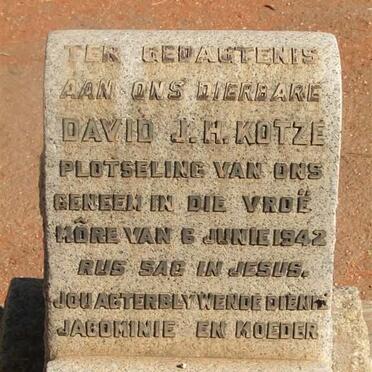 TER GEDAGTENIS
AAN ONS DIERBARE
DAVID J.H. KOTZE
PLOTSELING VAN ONS
GENEEM IN DIE VROË
MÔRE VAN 6 JUNIE 1942
RUS SAG IN JESUS.
JOU AGTERBLYWENDE DIENIE
JACOMINIE EN MOEDER